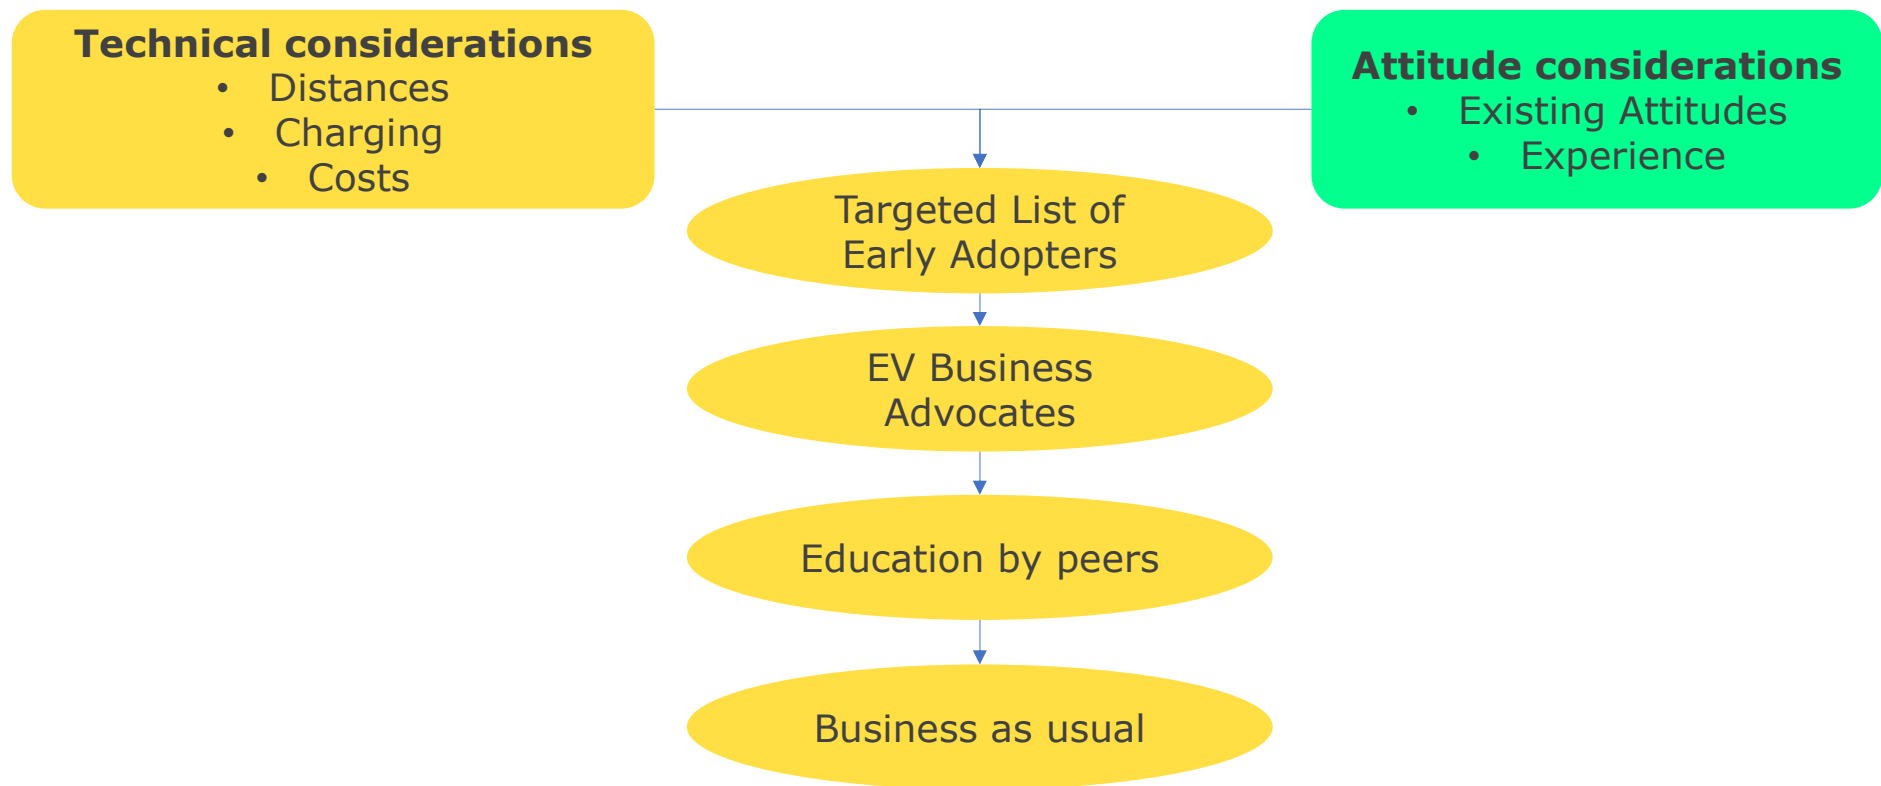 Technical considerations
• Distances
• Charging
• Costs
Attitude considerations
• Existing Attitudes
• Experience
Targeted List of
Early Adopters
EV Business
Advocates
Education by peers
Business as usual